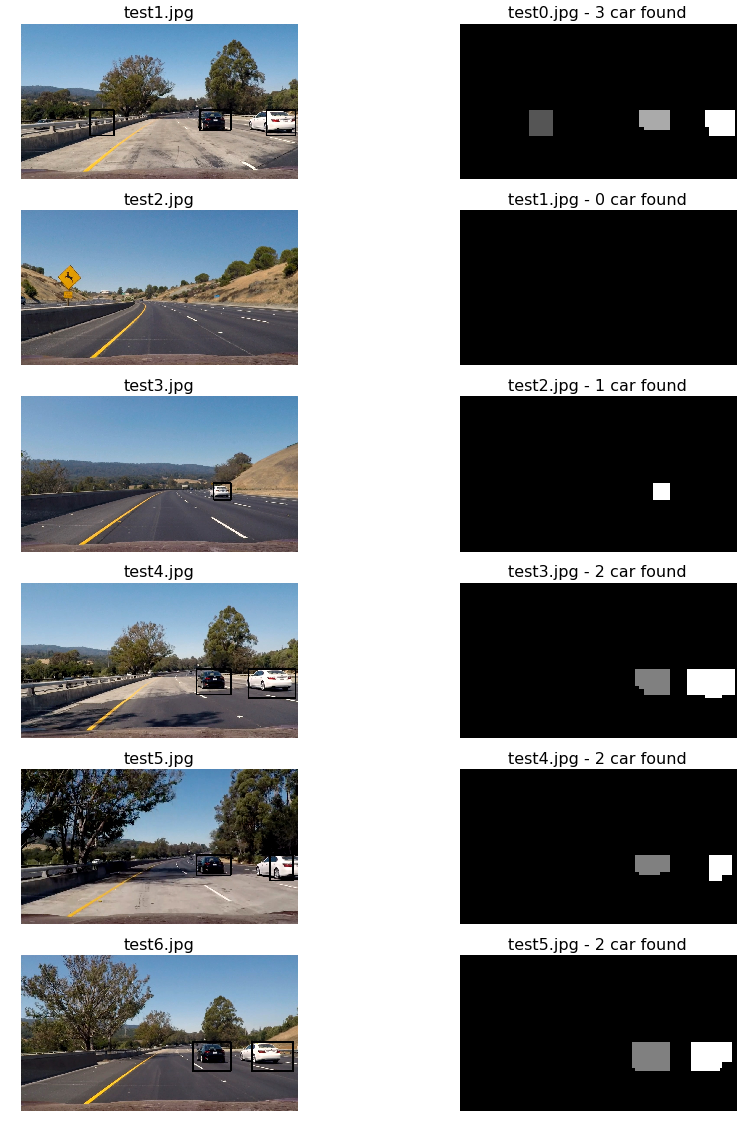 test1.jpg
test0.jpg - 3 car found
test2.jpg
test1.jpg - 0 car found
test3.jpg
test2.jpg - 1 car found
test4.jpg
test3.jpg - 2 car found
test5.jpg
test4.jpg - 2 car found
test6.jpg
test5.jpg - 2 car found